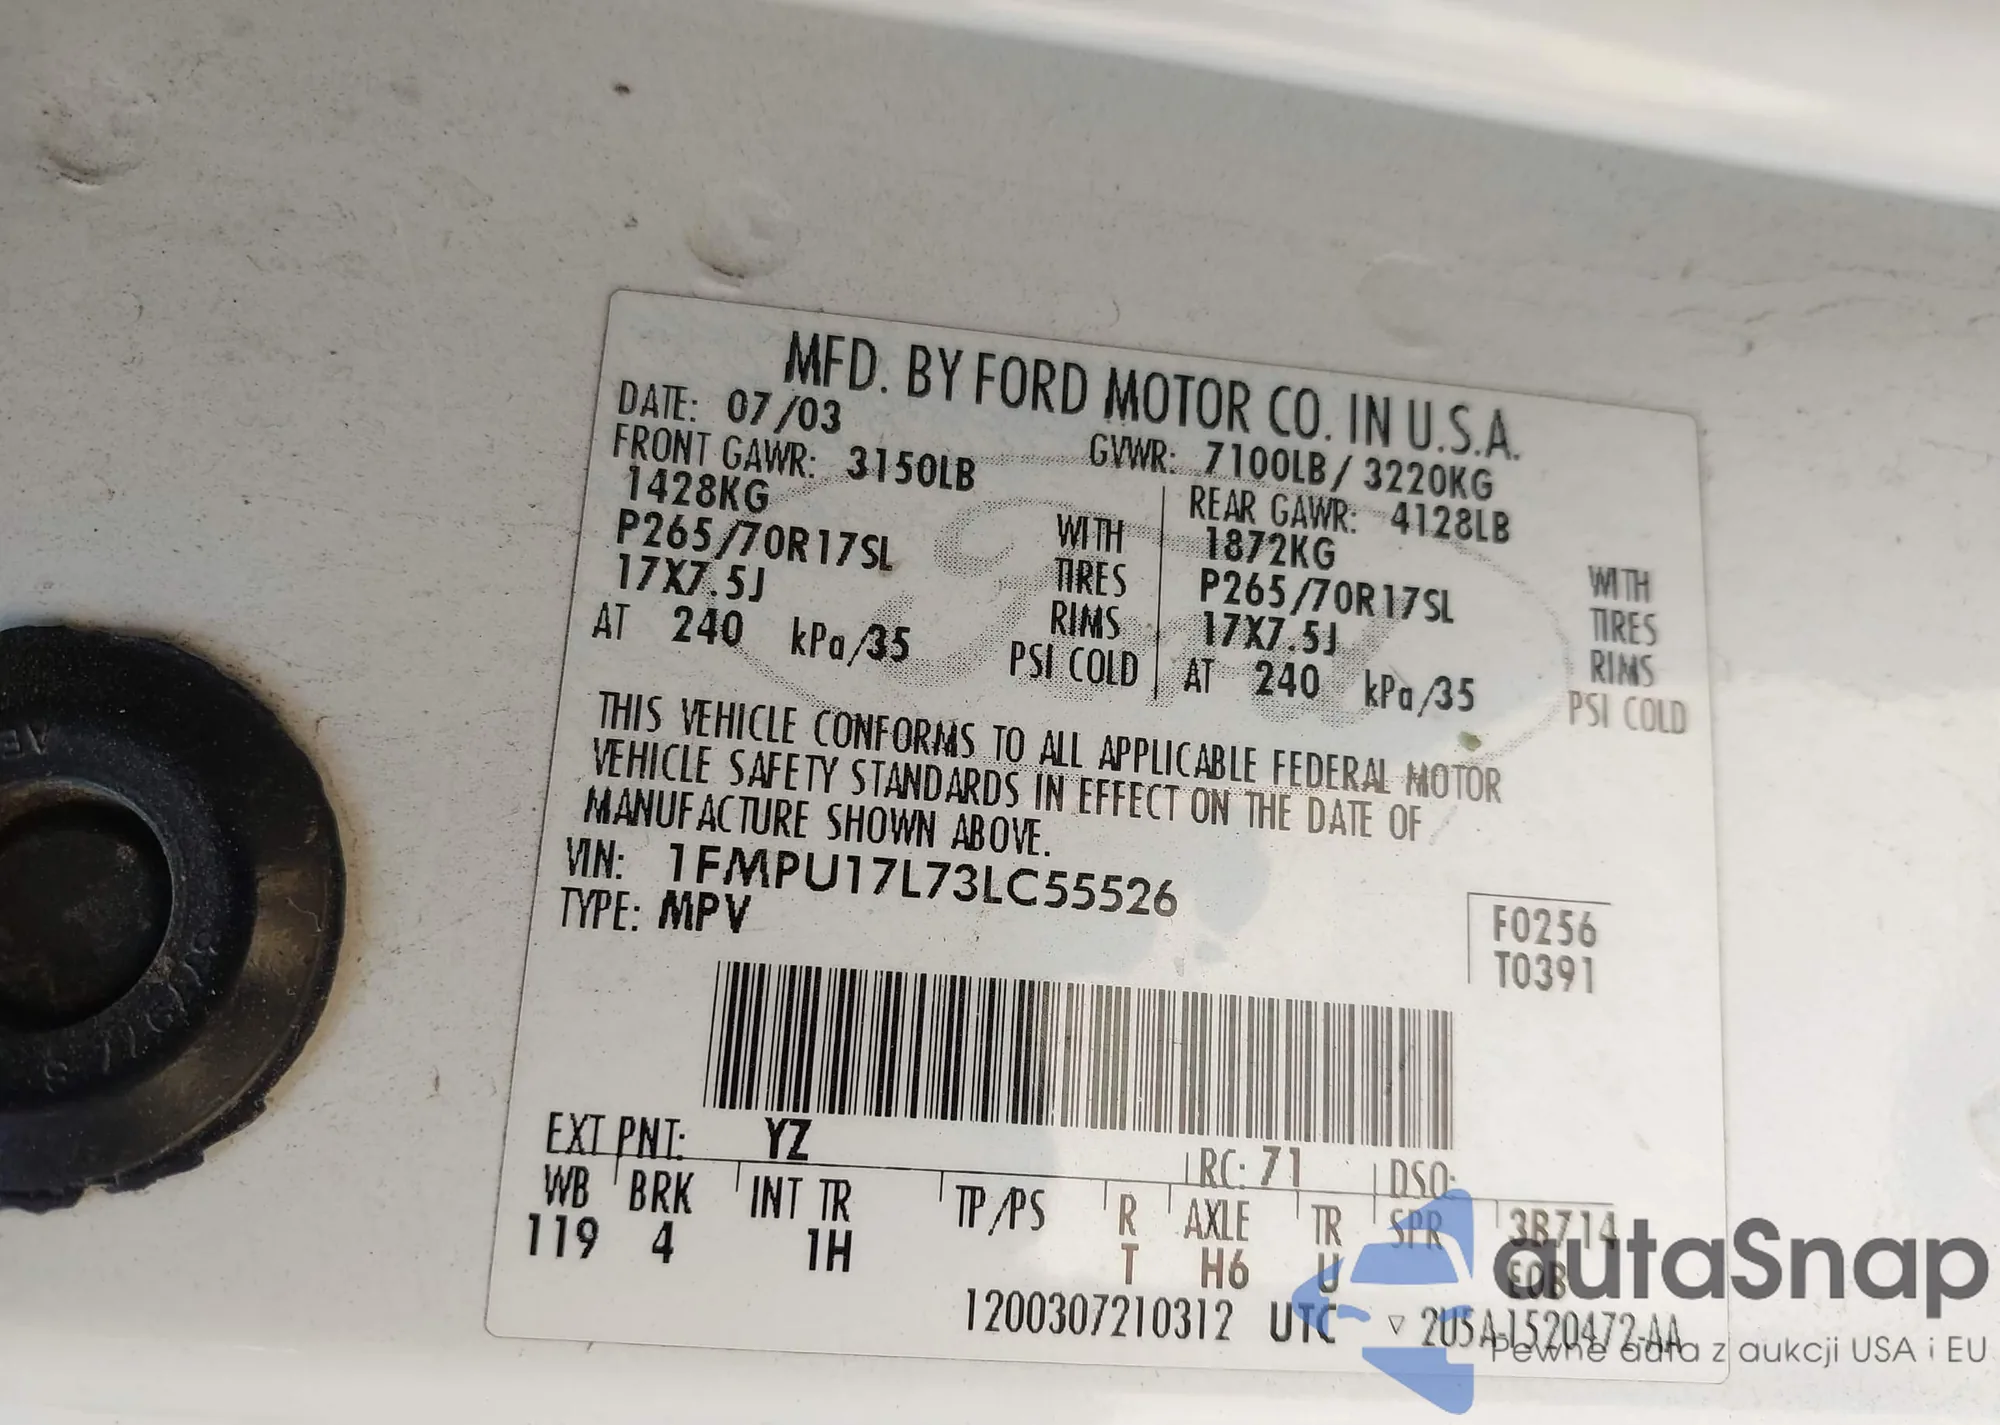 MFD. BY FORD MOTOR CO. IN U.S.A.
DATE: 07/03
GVWR: 7100LB/ 3220KG
FRONT GAWR: 3150LB
1428KG
P265/70R17SL
17X7.5J
AT 240 kPa/35
WITH
TIRES
RIMS
PSI COLD
REAR GAWR: 4128LB
1872KG
P265/70R17SL
17X7.5J
AT 240 kPa/35
WITH
TIRES
RIMS
PSI COLD
THIS VEHICLE CONFORMS TO ALL APPLICABLE FEDERAL MOTOR
VEHICLE SAFETY STANDARDS IN EFFECT ON THE DATE OF
MANUFACTURE SHOWN ABOVE.
VIN: 1FMPU17L73LC55526
TYPE: MPV
F0256
T0391
EXT PNT: YZ
RC: 71
DSO:
WB BRK INT TR TP/PS R AXLE TR SPR 3B714
119 4 1H T H6 U E0B
1200307210312 UTC ▽ 2U5A-1520472-AA
autaSnap
Pewne auta z aukcji USA i EU